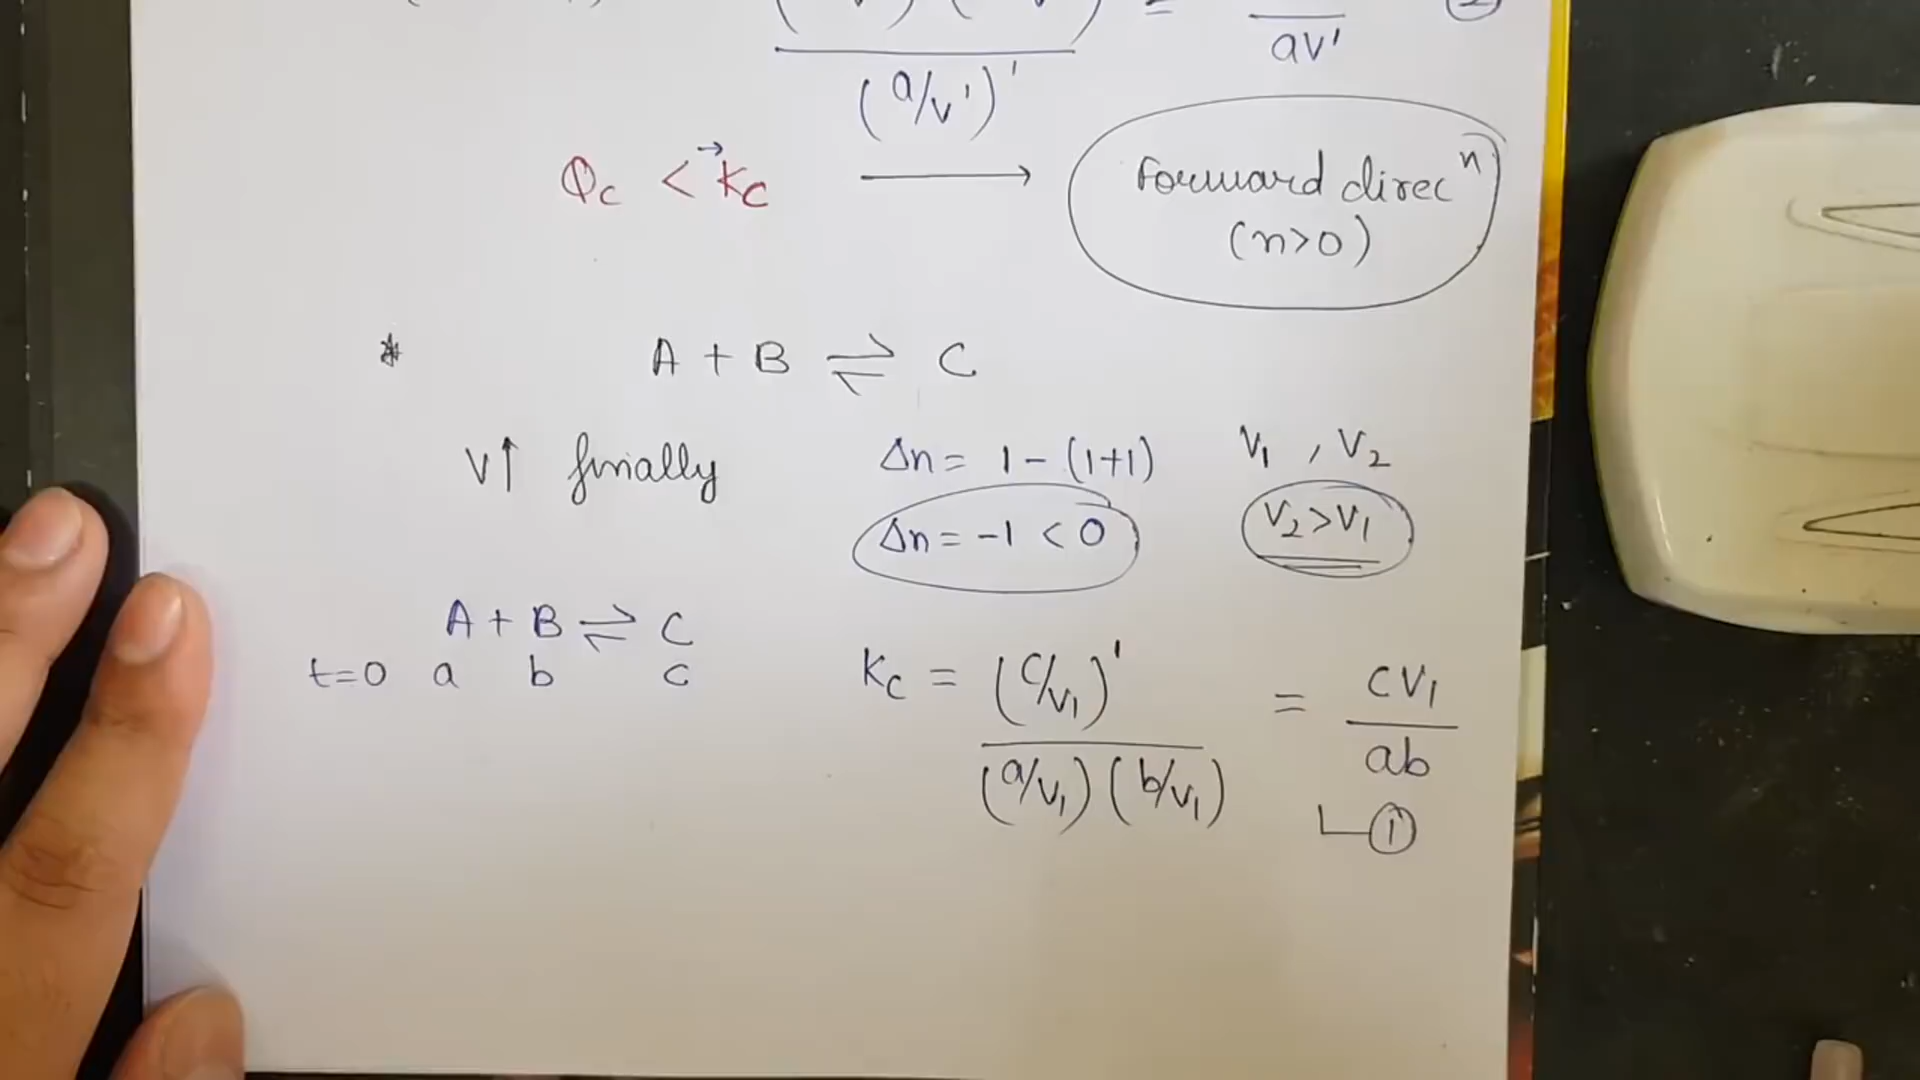 av'
(a/v')'
Qc < Kc → forward direcⁿ
(n>0)
* A + B ⇌ C
V↑ finally Δn = 1 - (1+1) V₁ , V₂
Δn = -1 < 0 V₂ > V₁
A + B ⇌ C
t=0 a b c
Kc = (c/v₁)' / (a/v₁) (b/v₁) = cv₁ / ab
①